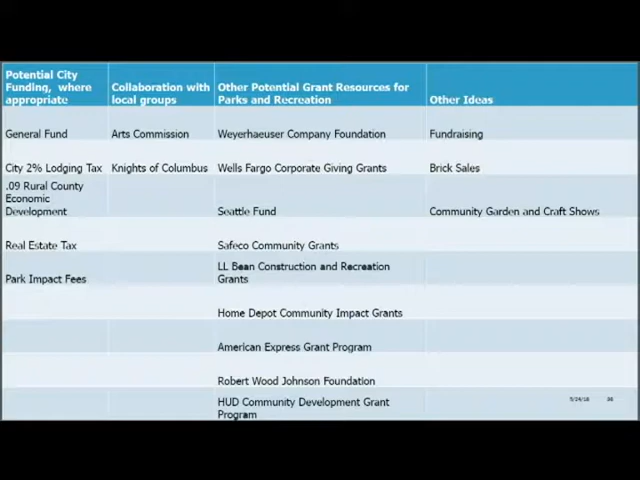 Potential City
Funding, where
appropriate
Collaboration with
local groups
Other Potential Grant Resources for
Parks and Recreation
Other Ideas
General Fund
Arts Commission
Weyerhaeuser Company Foundation
Fundraising
City 2% Lodging Tax
Knights of Columbus
Wells Fargo Corporate Giving Grants
Brick Sales
.09 Rural County
Economic
Development
Seattle Fund
Community Garden and Craft Shows
Real Estate Tax
Safeco Community Grants
Park Impact Fees
LL Bean Construction and Recreation
Grants
Home Depot Community Impact Grants
American Express Grant Program
Robert Wood Johnson Foundation
HUD Community Development Grant
Program